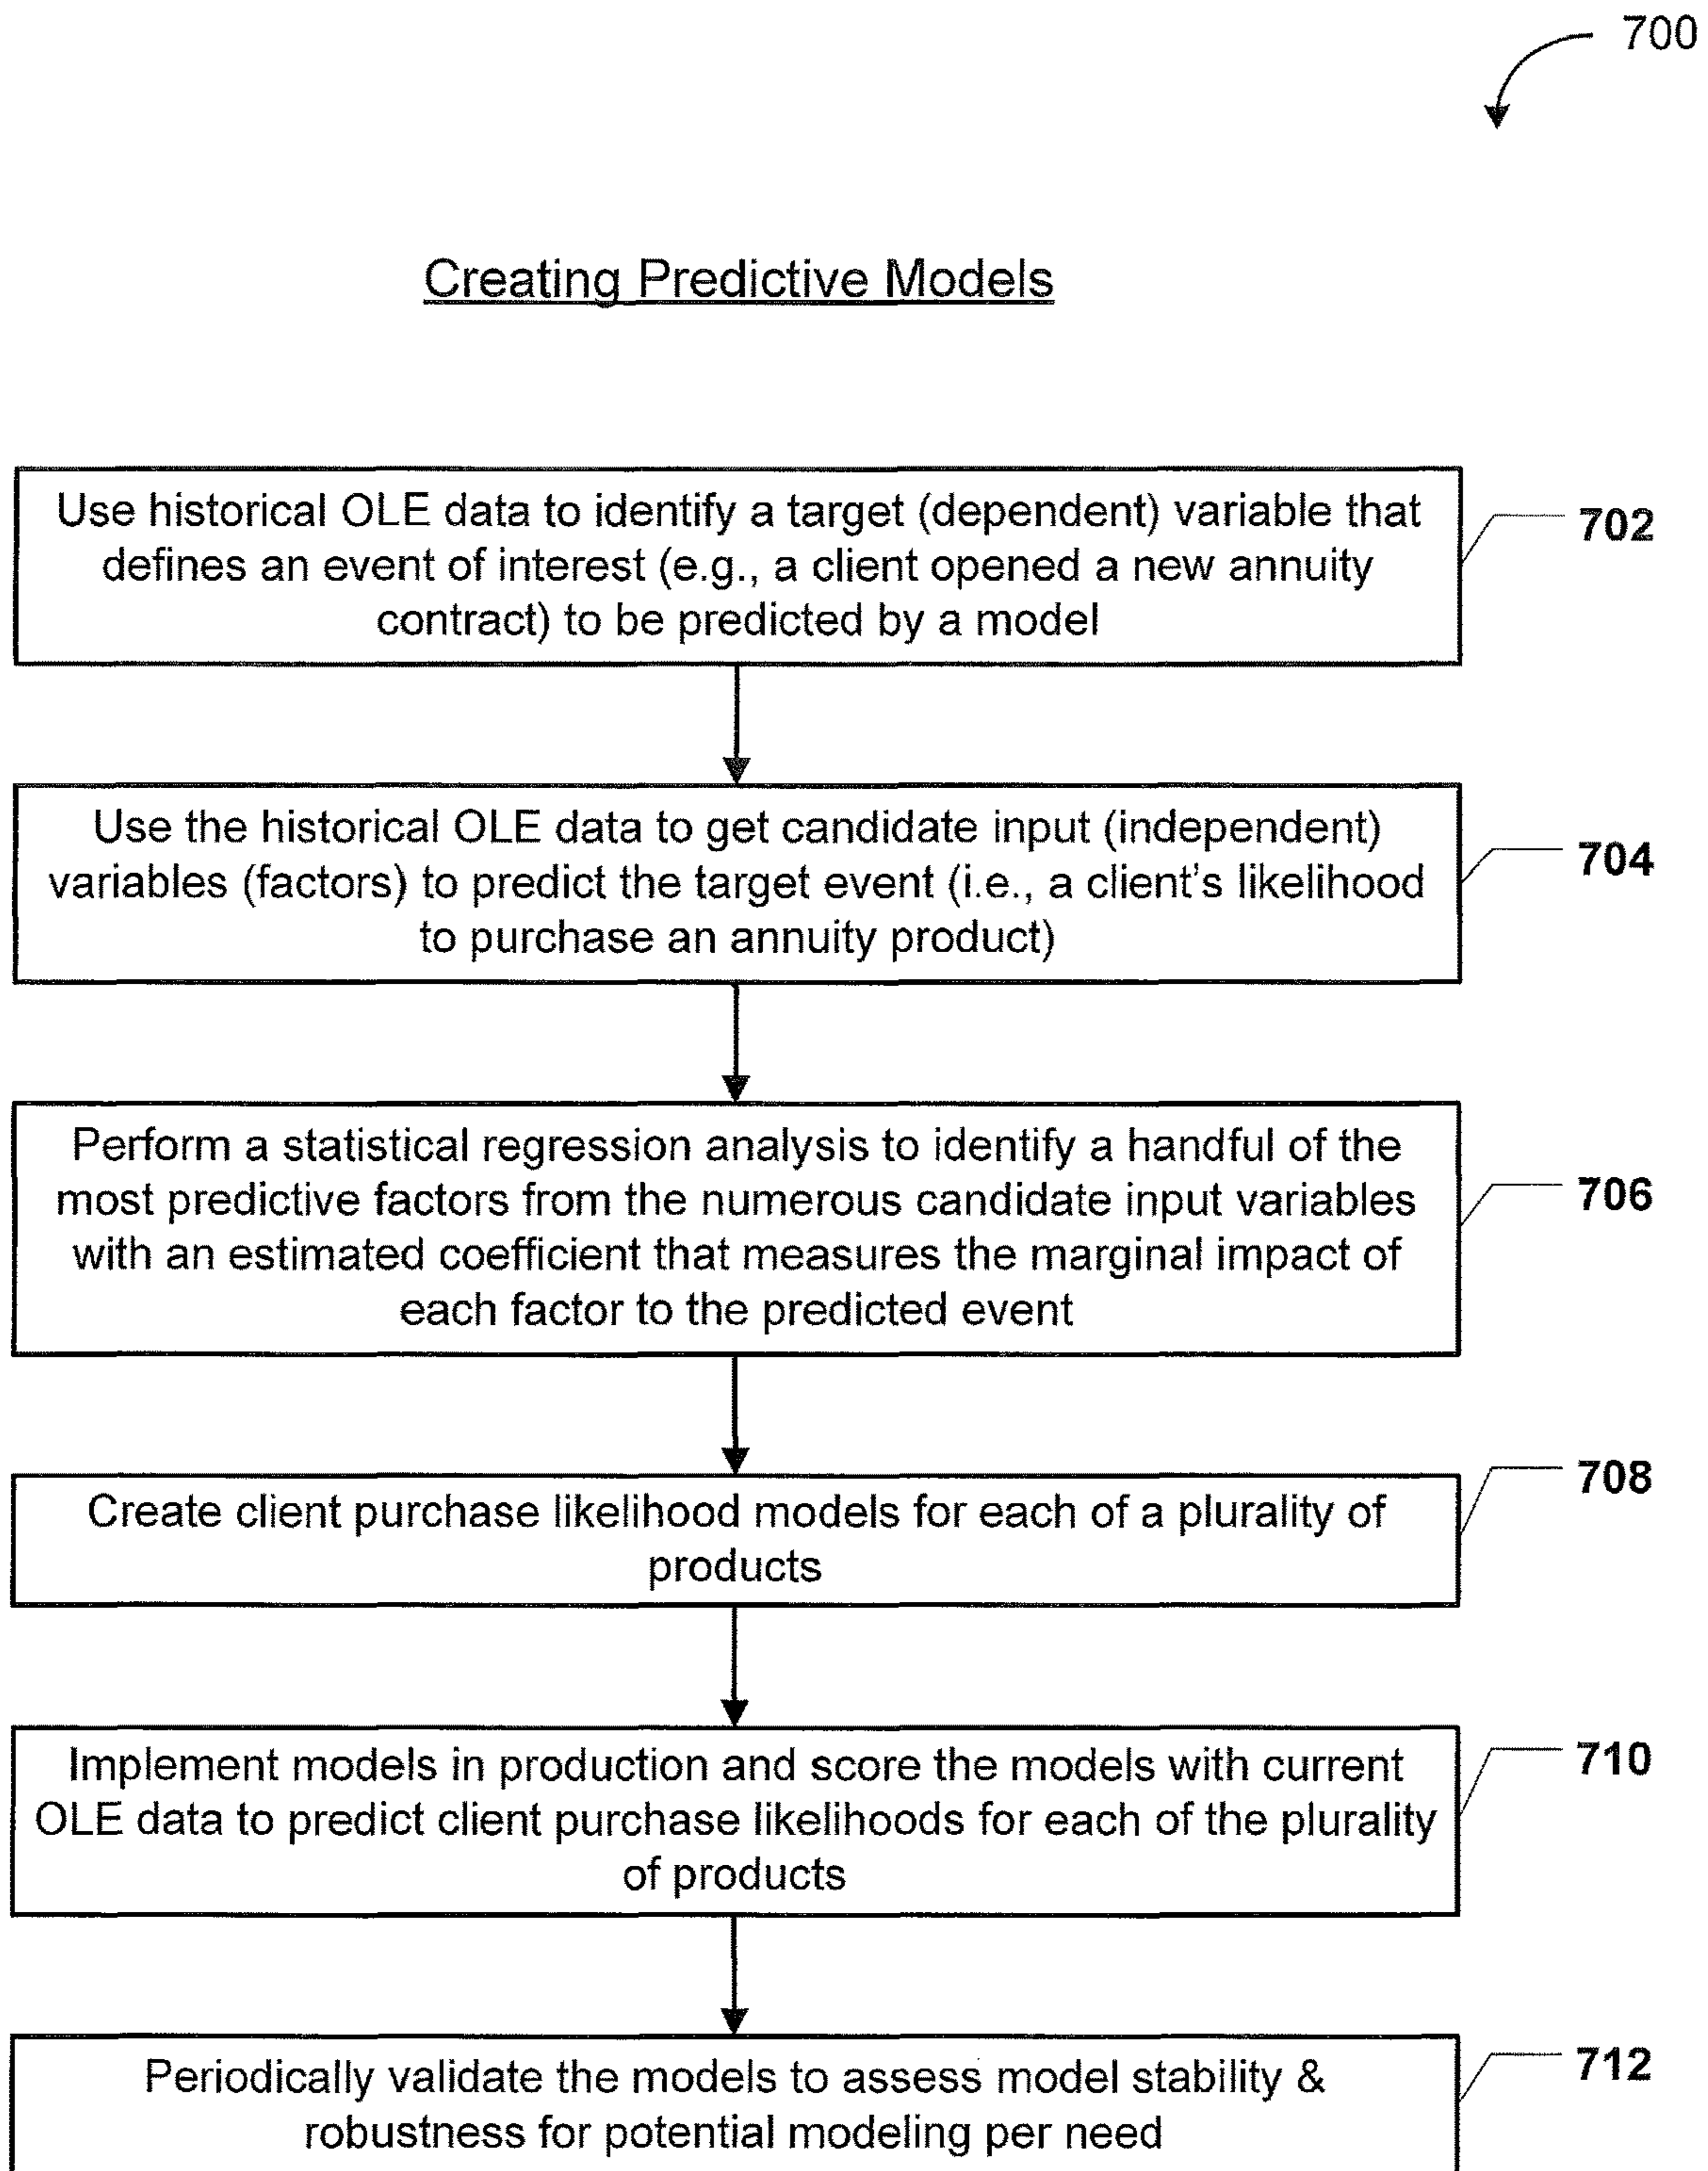 700
Creating Predictive Models
Use historical OLE data to identify a target (dependent) variable that
defines an event of interest (e.g., a client opened a new annuity
contract) to be predicted by a model
702
Use the historical OLE data to get candidate input (independent)
variables (factors) to predict the target event (i.e., a client's likelihood
to purchase an annuity product)
704
Perform a statistical regression analysis to identify a handful of the
most predictive factors from the numerous candidate input variables
with an estimated coefficient that measures the marginal impact of
each factor to the predicted event
706
Create client purchase likelihood models for each of a plurality of
products
708
Implement models in production and score the models with current
OLE data to predict client purchase likelihoods for each of the plurality
of products
710
Periodically validate the models to assess model stability &
robustness for potential modeling per need
712